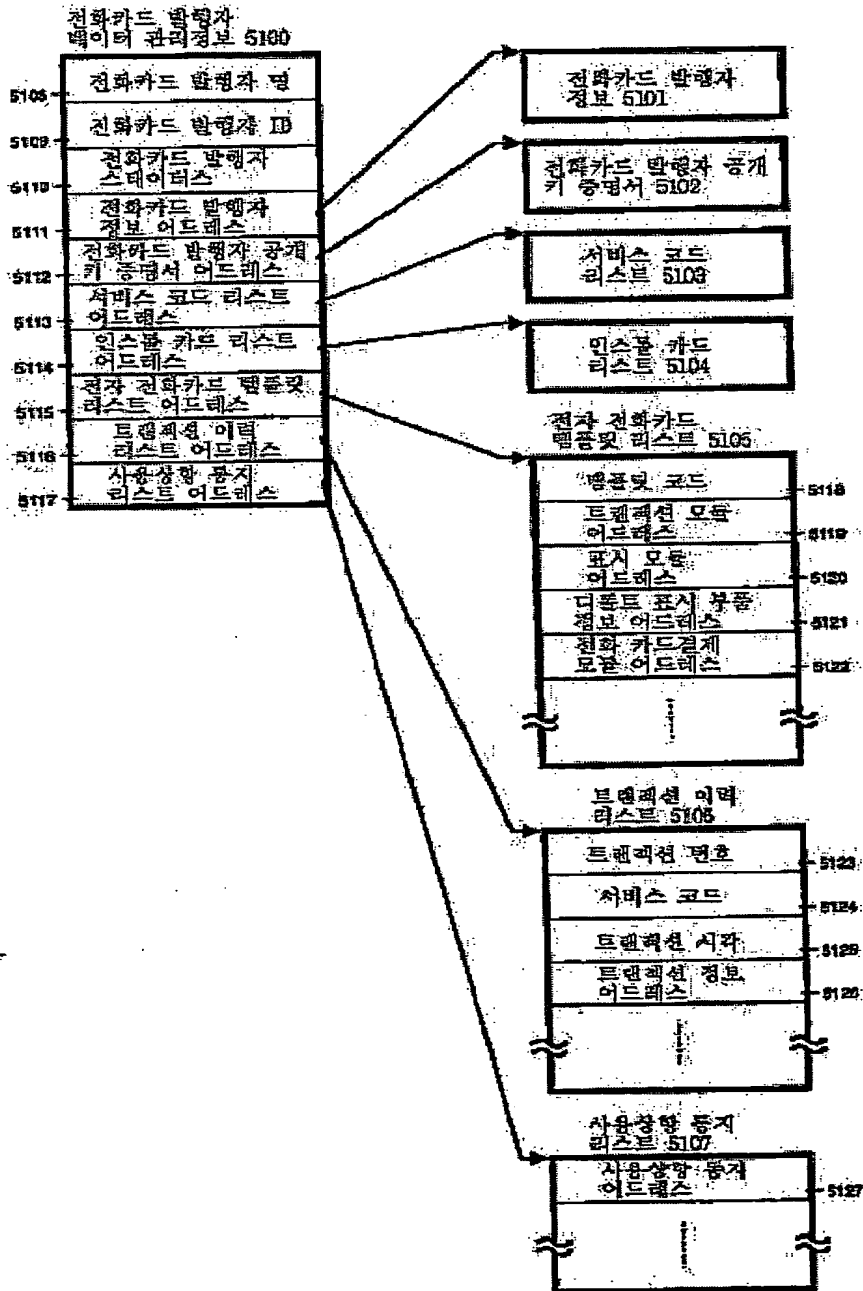 전화카드 발행자
데이터 관리정보 5100
전화카드 발행자 명
5108
전화카드 발행자 ID
5109
전화카드 발행자
스테이터스
5110
전화카드 발행자
정보 어드레스
5111
전화카드 발행자 공개
키 증명서 어드레스
5112
서비스 코드 리스트
어드레스
5113
인스톨 카드 리스트
어드레스
5114
전자 전화카드 템플릿
리스트 어드레스
5115
트랜잭션 이력
리스트 어드레스
5116
사용상황 통지
리스트 어드레스
5117
전화카드 발행자
정보 5101
전화카드 발행자 공개
키 증명서 5102
서비스 코드
리스트 5103
인스톨 카드
리스트 5104
전자 전화카드
템플릿 리스트 5105
템플릿 코드
5118
트랜잭션 모듈
어드레스
5119
표시 모듈
어드레스
5120
디폴트 표시 부품
정보 어드레스
5121
전화 카드결제
모듈 어드레스
5122
트랜잭션 이력
리스트 5106
트랜잭션 번호
5123
서비스 코드
5124
트랜잭션 시각
5125
트랜잭션 정보
어드레스
5126
사용상황 통지
리스트 5107
사용상황 통지
어드레스
5127